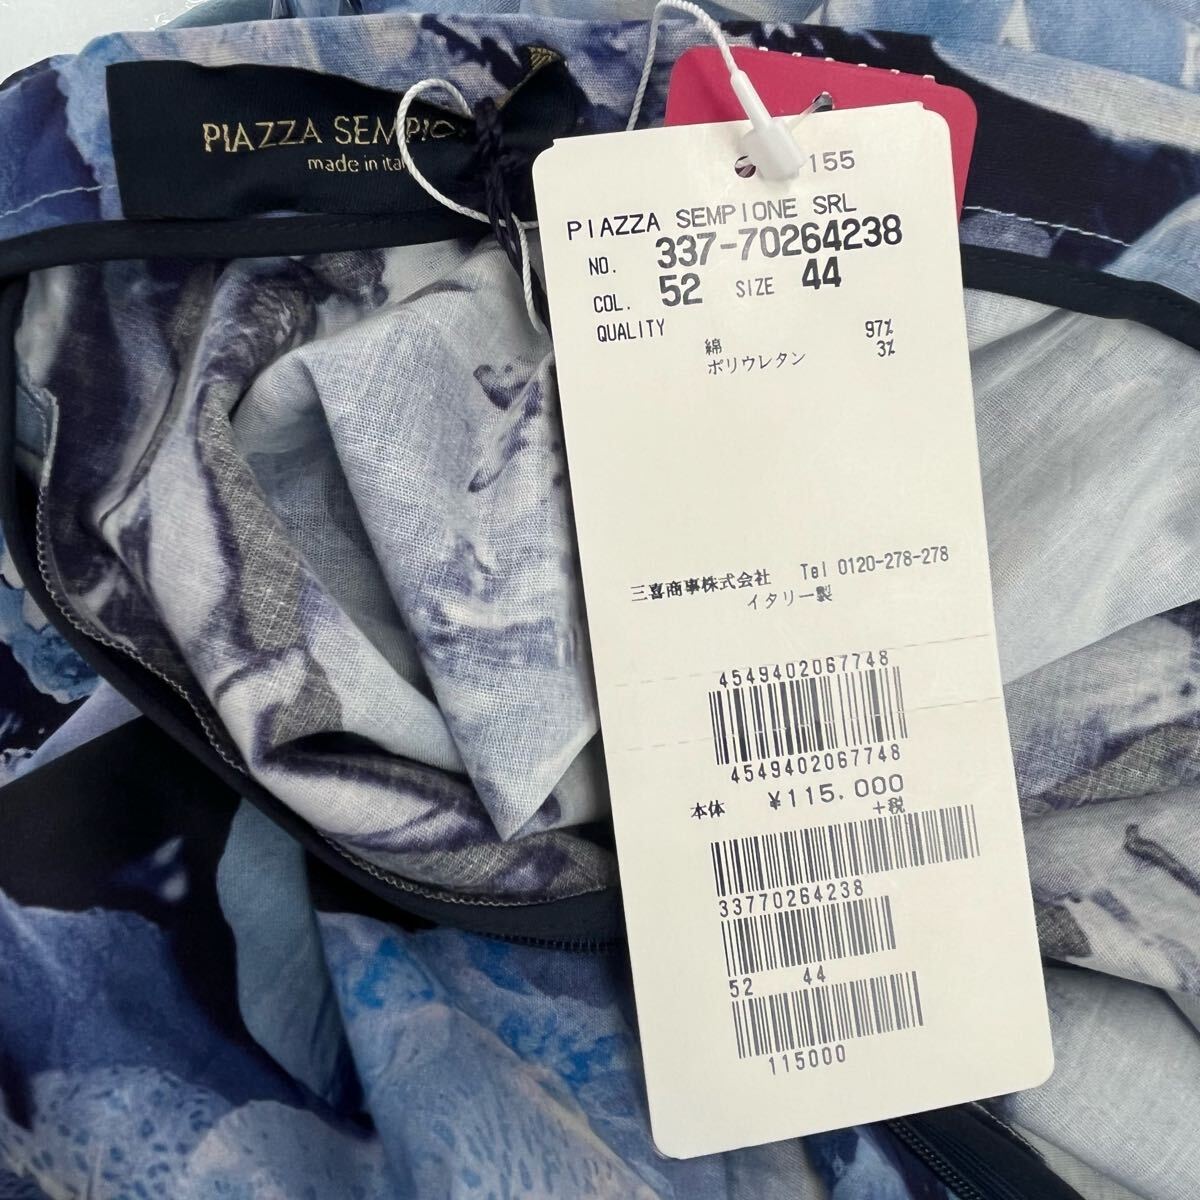 PIAZZA
made in
155
PIAZZA SEMPIONE SRL
NO. 337-70264238
COL. 52 SIZE 44
QUALITY
綿 97%
ポリウレタン 3%
三喜商事株式会社 Tel 0120-278-278
イタリー製
4549402067748
4549402067748
本体 ¥115.000
+税
33770264238
52 44
115000